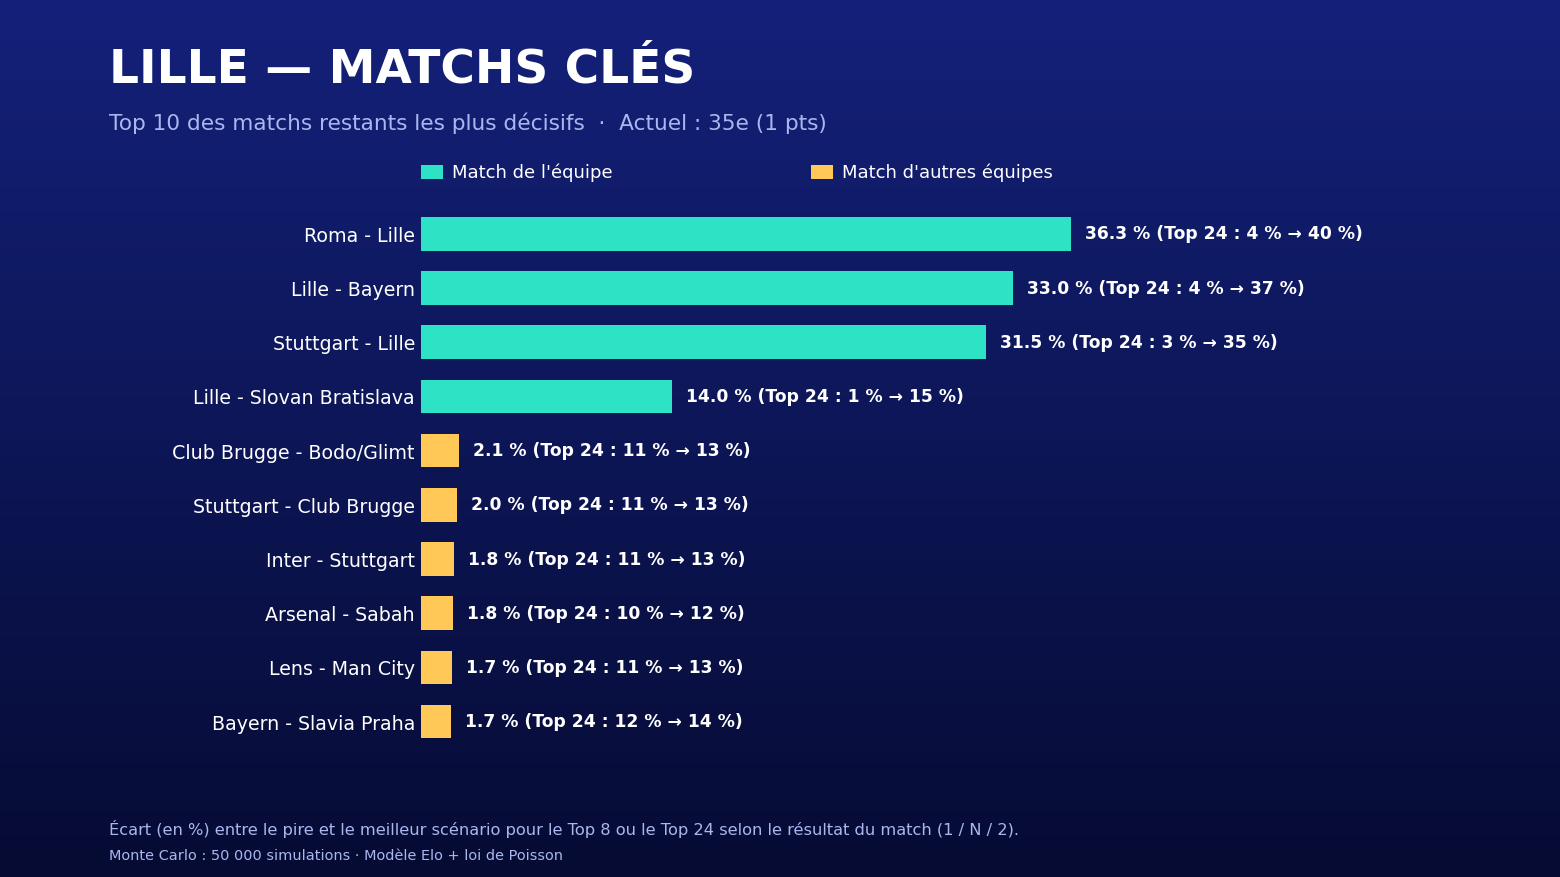 LILLE — MATCHS CLÉS
Top 10 des matchs restants les plus décisifs · Actuel : 35e (1 pts)
Match de l'équipe
Match d'autres équipes
Roma - Lille 36.3 % (Top 24 : 4 % → 40 %)
Lille - Bayern 33.0 % (Top 24 : 4 % → 37 %)
Stuttgart - Lille 31.5 % (Top 24 : 3 % → 35 %)
Lille - Slovan Bratislava 14.0 % (Top 24 : 1 % → 15 %)
Club Brugge - Bodo/Glimt 2.1 % (Top 24 : 11 % → 13 %)
Stuttgart - Club Brugge 2.0 % (Top 24 : 11 % → 13 %)
Inter - Stuttgart 1.8 % (Top 24 : 11 % → 13 %)
Arsenal - Sabah 1.8 % (Top 24 : 10 % → 12 %)
Lens - Man City 1.7 % (Top 24 : 11 % → 13 %)
Bayern - Slavia Praha 1.7 % (Top 24 : 12 % → 14 %)
Écart (en %) entre le pire et le meilleur scénario pour le Top 8 ou le Top 24 selon le résultat du match (1 / N / 2).
Monte Carlo : 50 000 simulations · Modèle Elo + loi de Poisson